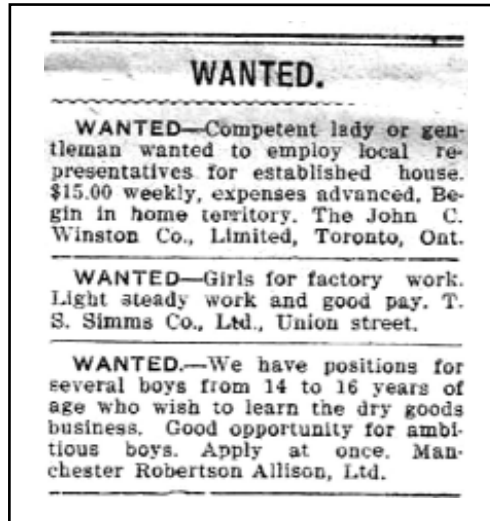 WANTED.
WANTED—Competent lady or gen-
tleman wanted to employ local re-
presentatives for established house.
$15.00 weekly, expenses advanced. Be-
gin in home territory. The John C.
Winston Co., Limited, Toronto, Ont.
WANTED—Girls for factory work.
Light steady work and good pay. T.
S. Simms Co., Ltd., Union street.
WANTED.—We have positions for
several boys from 14 to 16 years of
age who wish to learn the dry goods
business. Good opportunity for ambi-
tious boys. Apply at once. Man-
chester Robertson Allison, Ltd.